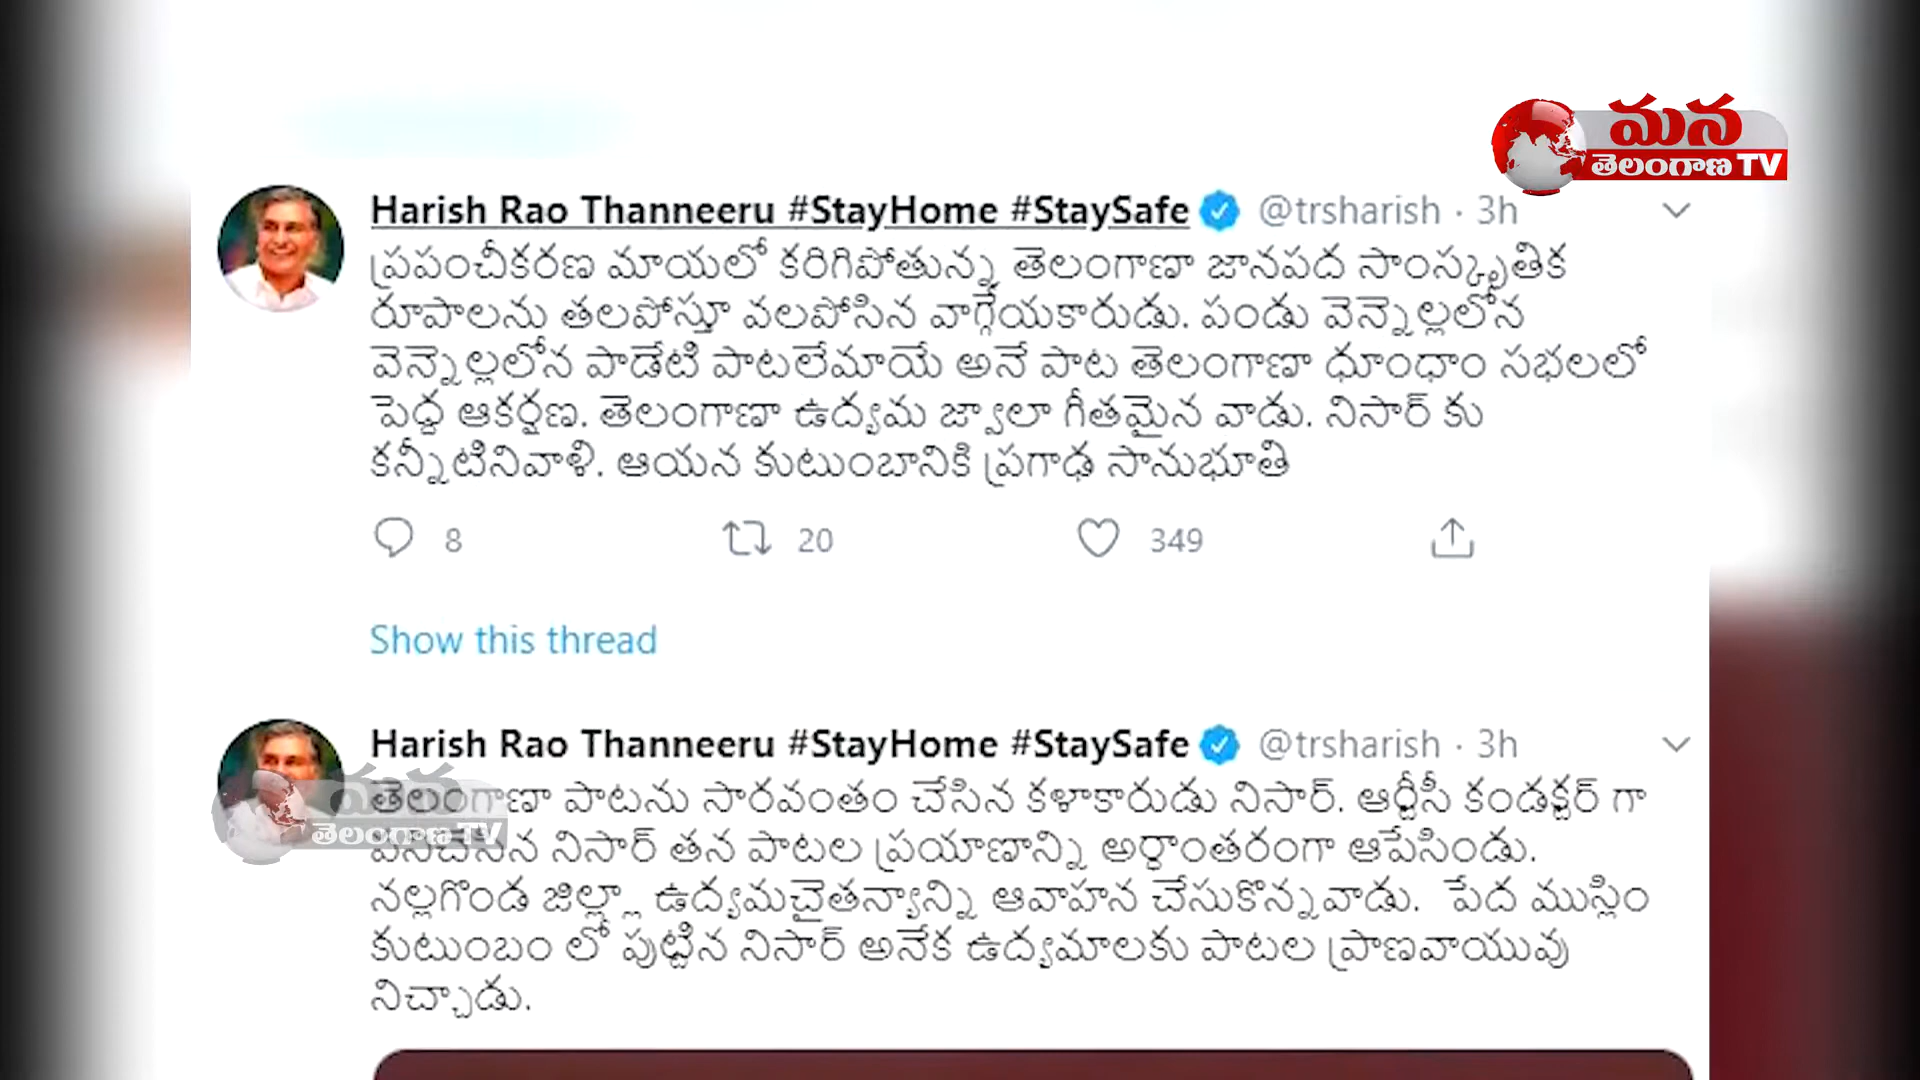 మన
తెలంగాణ TV
Harish Rao Thanneeru #StayHome #StaySafe @trsharish · 3h
ప్రపంచీకరణ మాయలో కరిగిపోతున్న తెలంగాణా జానపద సాంస్కృతిక
రూపాలను తలపోస్తూ వలపోసిన వాగ్గేయకారుడు. పండు వెన్నెల్లలోన
వెన్నెల్లలోన పాడేటి పాటలేమాయే అనే పాట తెలంగాణా ధూంధాం సభలలో
పెద్ద ఆకర్షణ. తెలంగాణా ఉద్యమ జ్వాలా గీతమైన వాడు. నిసార్ కు
కన్నీటినివాళి. ఆయన కుటుంబానికి ప్రగాఢ సానుభూతి
8 20 349
Show this thread
Harish Rao Thanneeru #StayHome #StaySafe @trsharish · 3h
తెలంగాణా పాటను సారవంతం చేసిన కళాకారుడు నిసార్. ఆర్టీసీ కండక్టర్ గా
పనిచేసిన నిసార్ తన పాటల ప్రయాణాన్ని అర్ధాంతరంగా ఆపేసిండు.
నల్లగొండ జిల్లా ఉద్యమచైతన్యాన్ని ఆవాహన చేసుకొన్నవాడు. పేద ముస్లిం
కుటుంబం లో పుట్టిన నిసార్ అనేక ఉద్యమాలకు పాటల ప్రాణవాయువు
నిచ్చాడు.
మన
తెలంగాణ TV